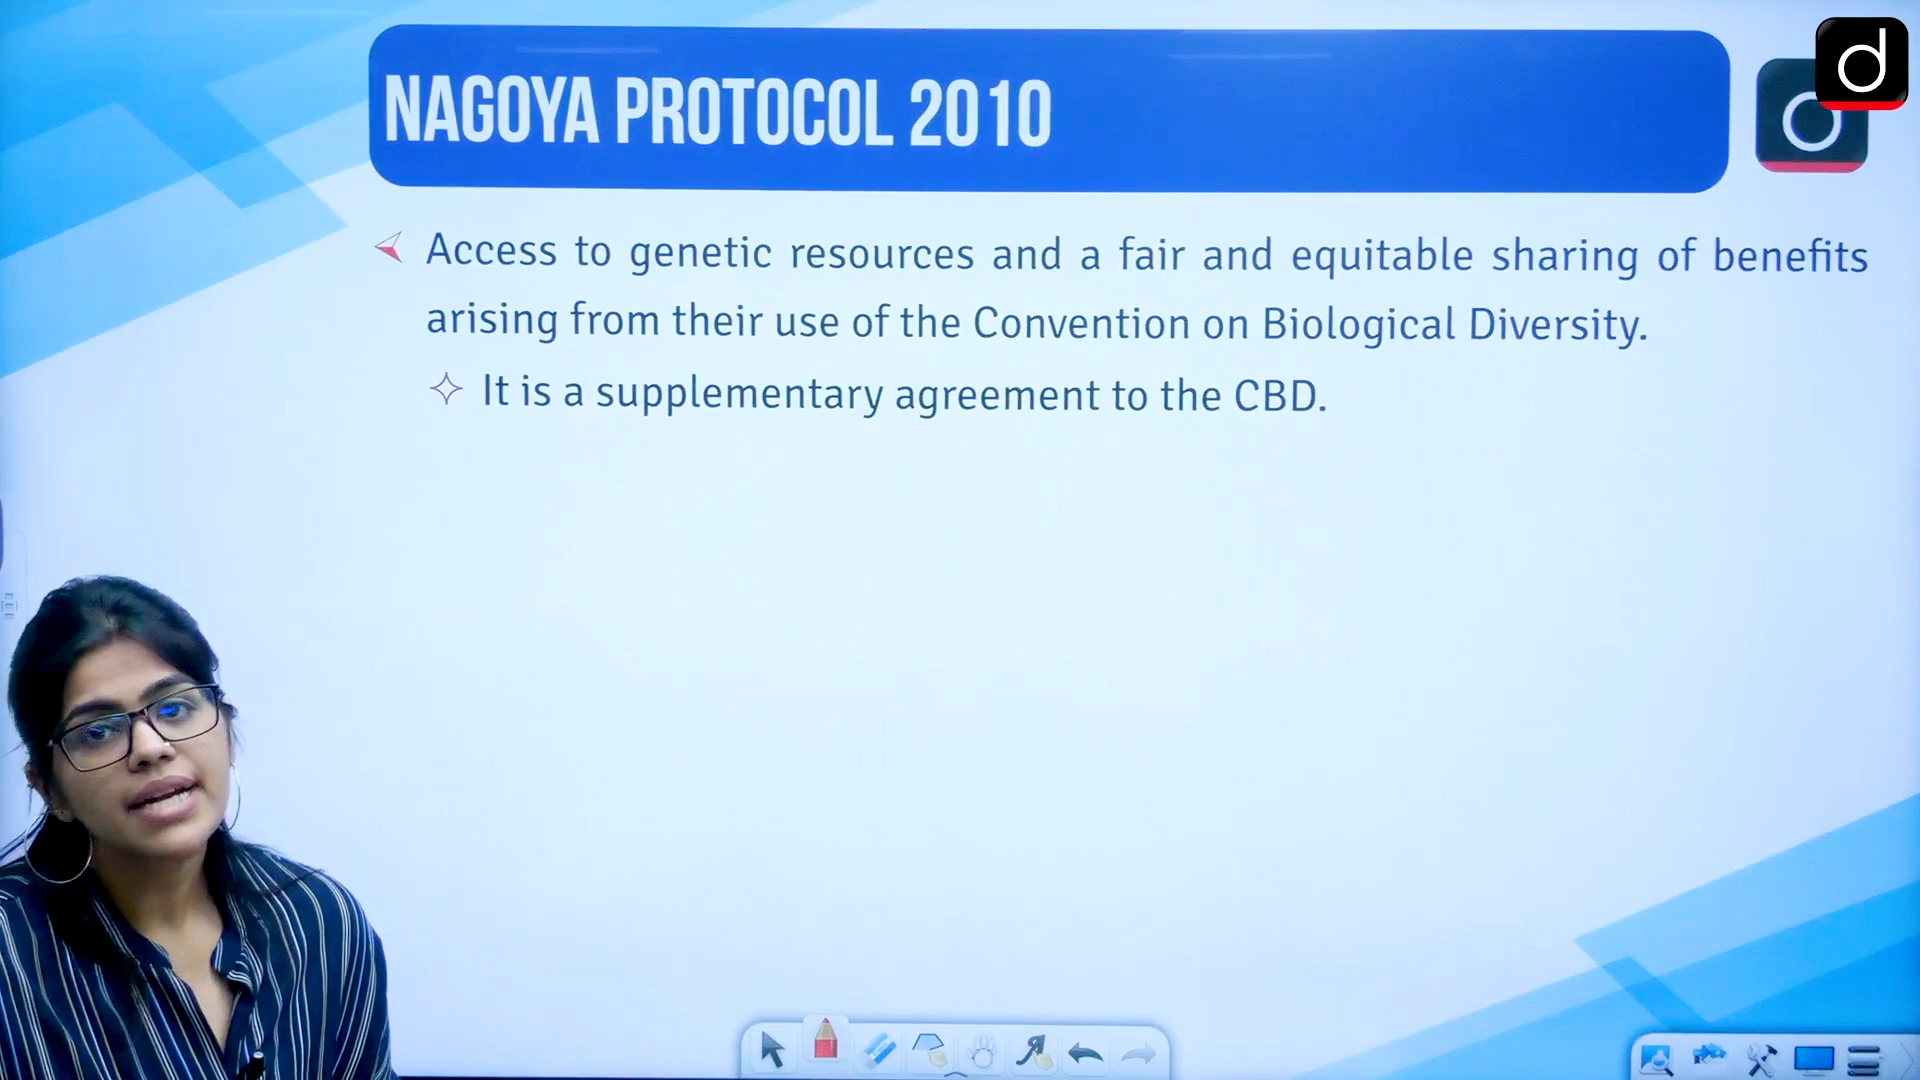 NAGOYA PROTOCOL 2010
Access to genetic resources and a fair and equitable sharing of benefits
arising from their use of the Convention on Biological Diversity.
It is a supplementary agreement to the CBD.
d